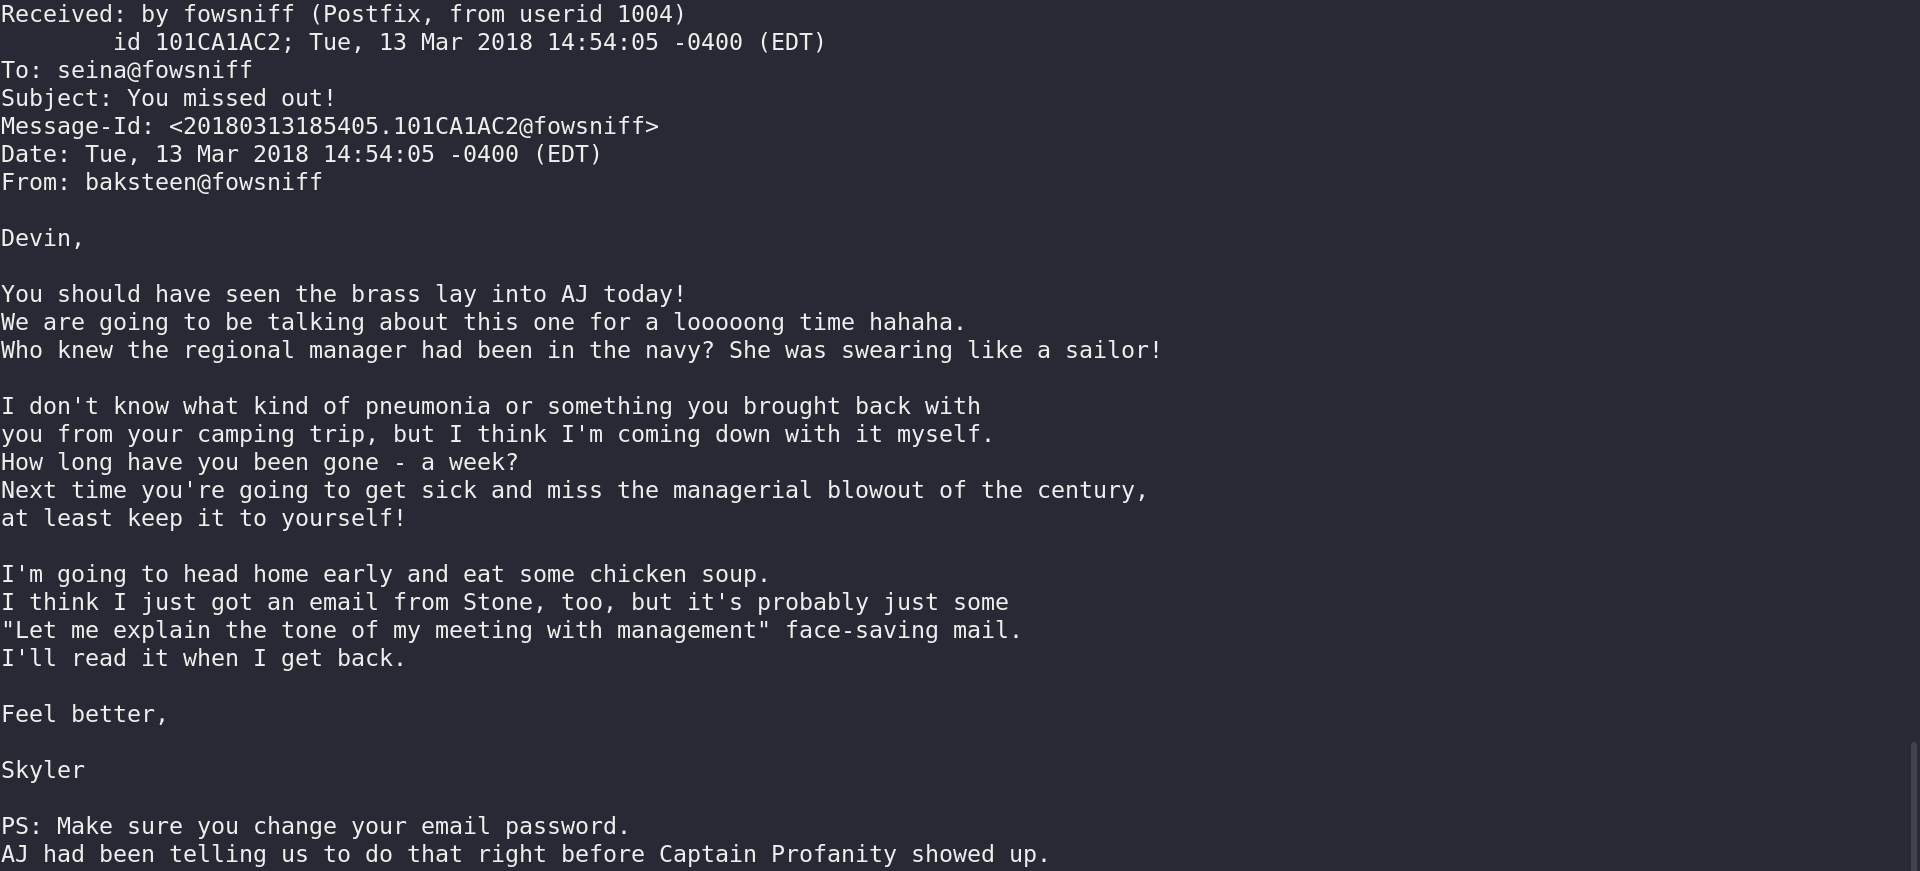 Received: by fowsniff (Postfix, from userid 1004)
        id 101CA1AC2; Tue, 13 Mar 2018 14:54:05 -0400 (EDT)
To: seina@fowsniff
Subject: You missed out!
Message-Id: <20180313185405.101CA1AC2@fowsniff>
Date: Tue, 13 Mar 2018 14:54:05 -0400 (EDT)
From: baksteen@fowsniff

Devin,

You should have seen the brass lay into AJ today!
We are going to be talking about this one for a looooong time hahaha.
Who knew the regional manager had been in the navy? She was swearing like a sailor!

I don't know what kind of pneumonia or something you brought back with
you from your camping trip, but I think I'm coming down with it myself.
How long have you been gone - a week?
Next time you're going to get sick and miss the managerial blowout of the century,
at least keep it to yourself!

I'm going to head home early and eat some chicken soup.
I think I just got an email from Stone, too, but it's probably just some
"Let me explain the tone of my meeting with management" face-saving mail.
I'll read it when I get back.

Feel better,

Skyler

PS: Make sure you change your email password.
AJ had been telling us to do that right before Captain Profanity showed up.